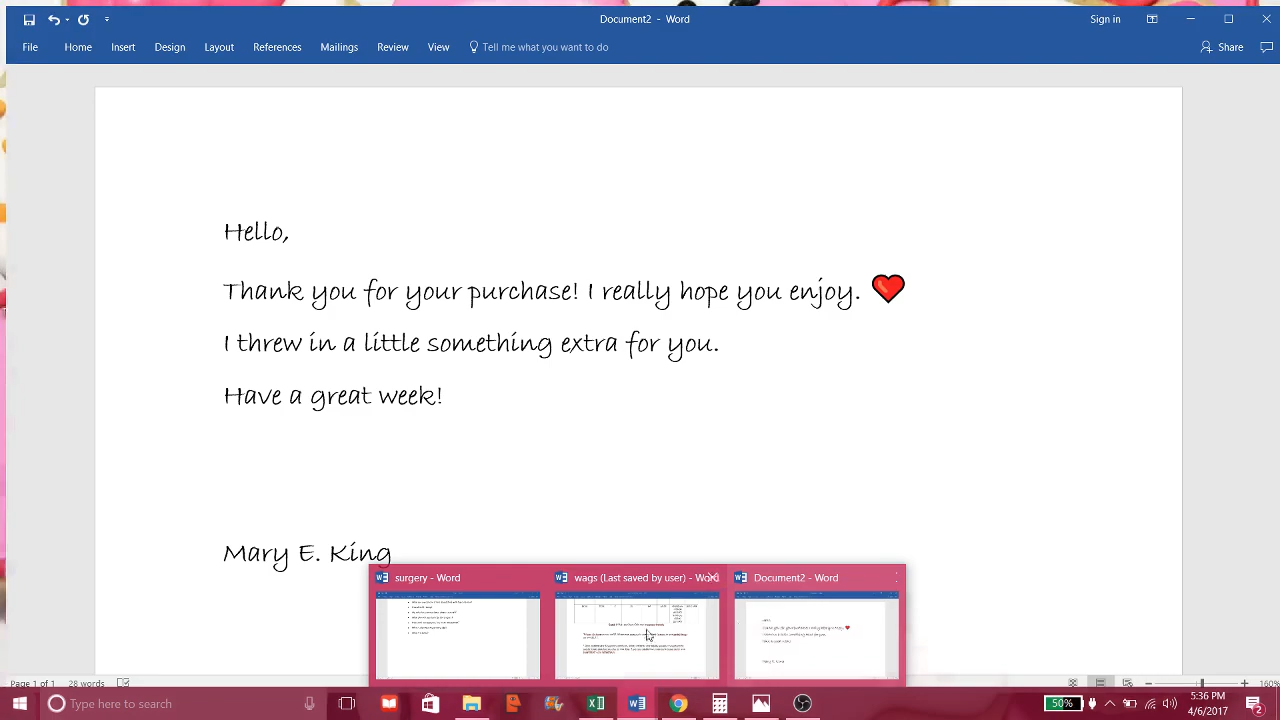 Document2 - Word
Sign in
File Home Insert Design Layout References Mailings Review View Tell me what you want to do Share
Hello,
Thank you for your purchase! I really hope you enjoy.
I threw in a little something extra for you.
Have a great week!
Mary E. King
surgery - Word
wags (Last saved by user) - Word
Document2 - Word
Page 1 of 1 28 words 160%
Type here to search
50%
5:36 PM
4/6/2017
2